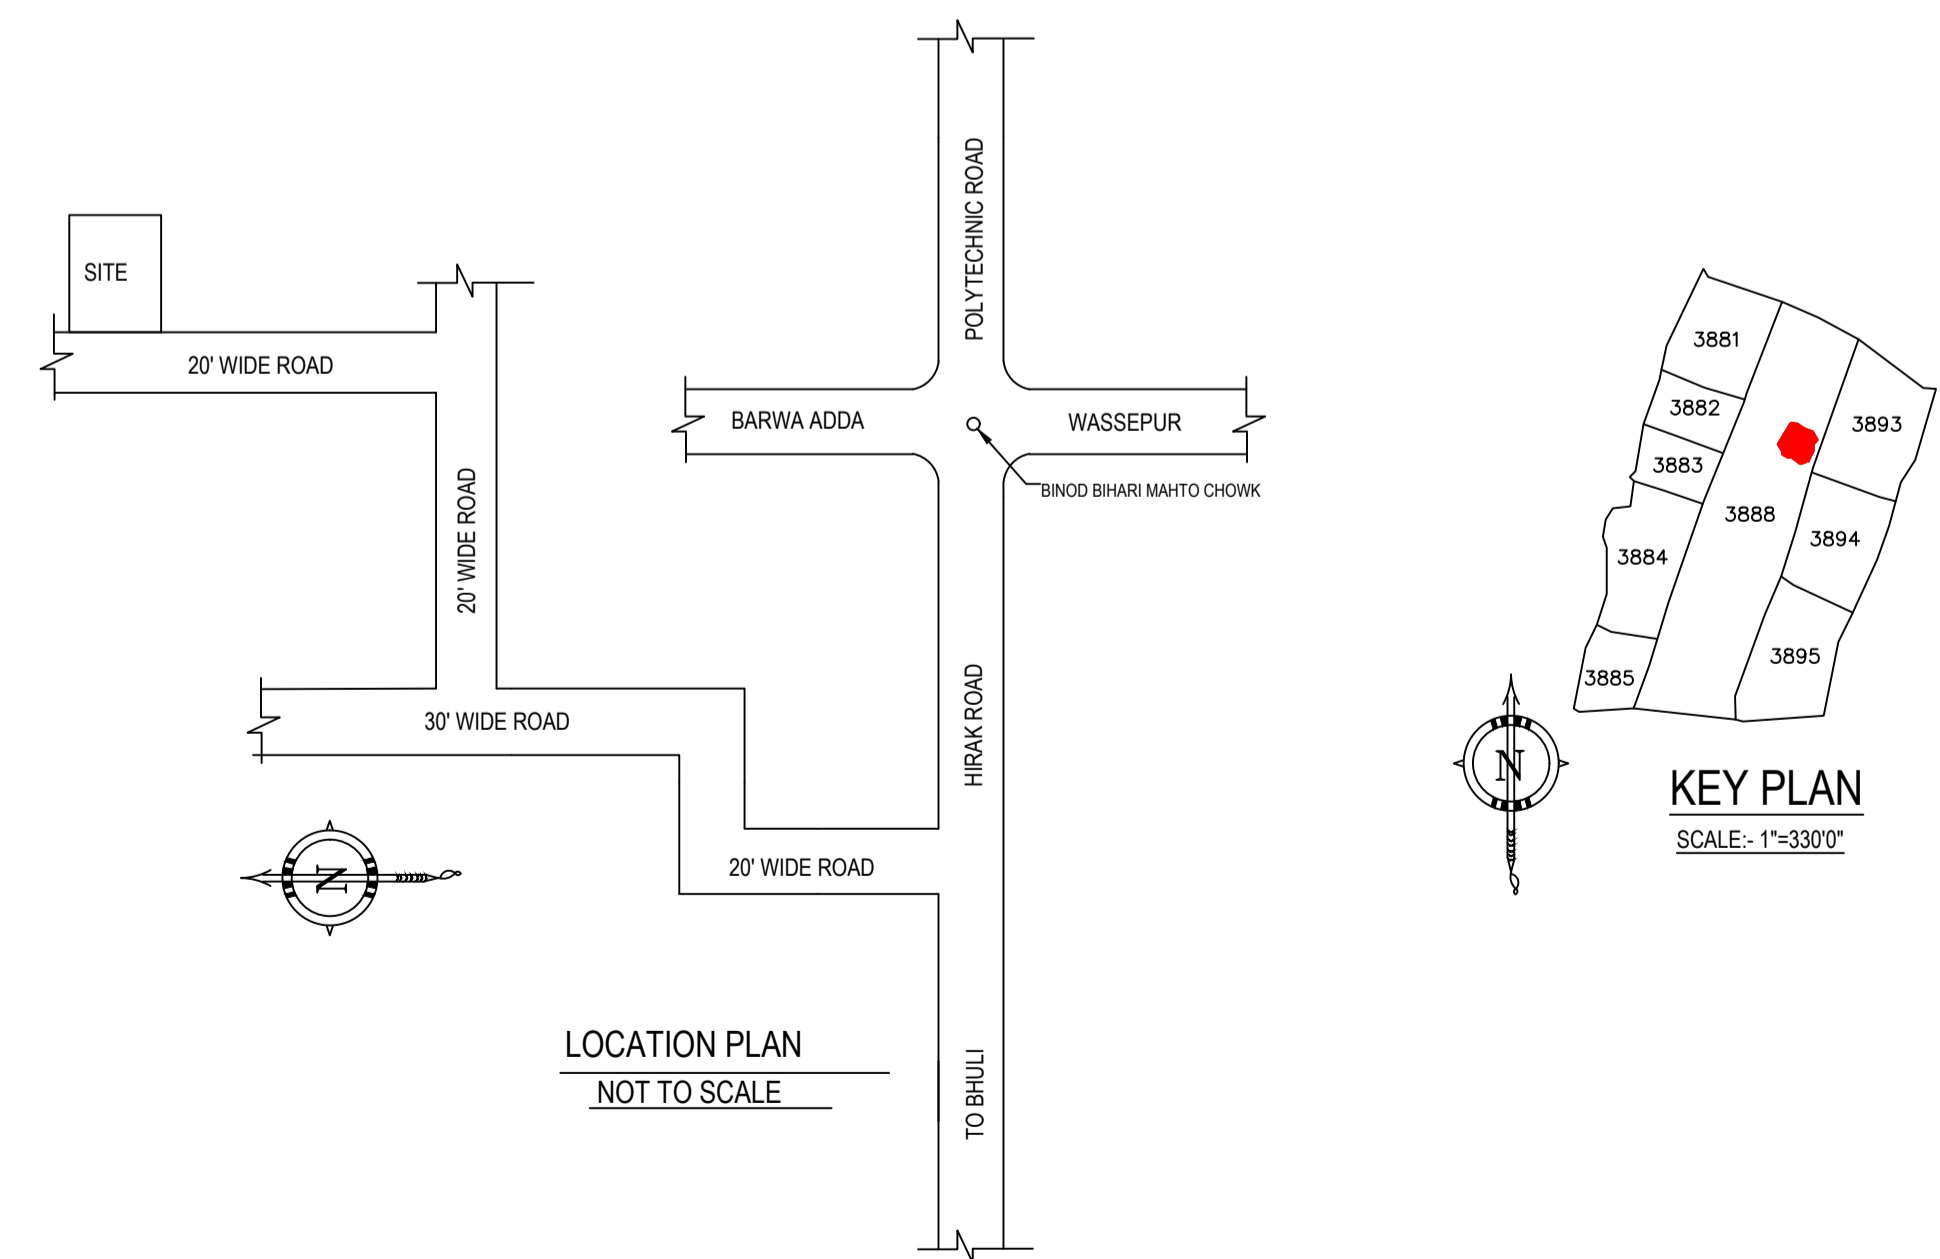 POLYTECHNIC ROAD
SITE
20' WIDE ROAD
BARWA ADDA
WASSEPUR
BINOD BIHARI MAHTO CHOWK
20' WIDE ROAD
30' WIDE ROAD
HIRAK ROAD
20' WIDE ROAD
N
LOCATION PLAN
NOT TO SCALE
TO BHULI
3881
3882
3893
3883
3888
3894
3884
3895
3885
N
KEY PLAN
SCALE:- 1"=330'0"